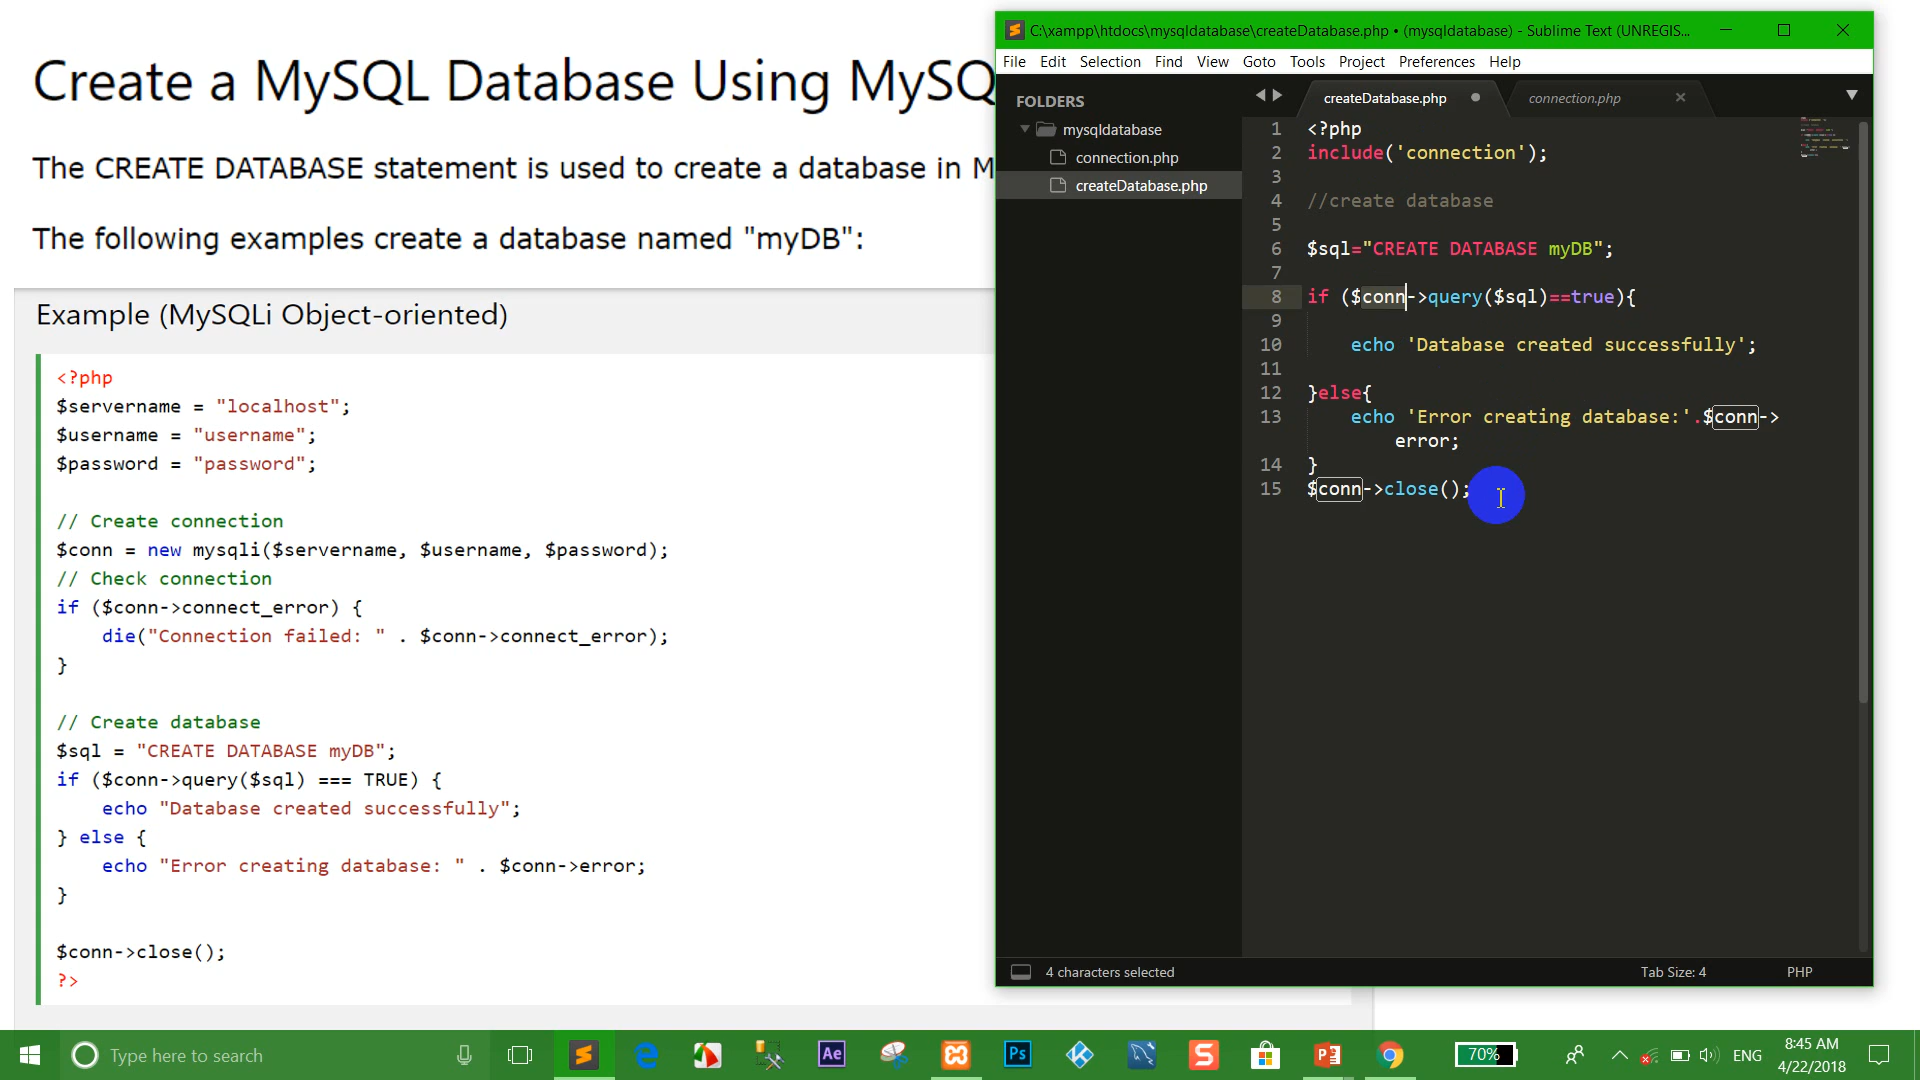 Create a MySQL Database Using MySQ
The CREATE DATABASE statement is used to create a database in M
The following examples create a database named "myDB":
Example (MySQLi Object-oriented)
<?php
$servername = "localhost";
$username = "username";
$password = "password";
// Create connection
$conn = new mysqli($servername, $username, $password);
// Check connection
if ($conn->connect_error) {
die("Connection failed: " . $conn->connect_error);
}
// Create database
$sql = "CREATE DATABASE myDB";
if ($conn->query($sql) === TRUE) {
echo "Database created successfully";
} else {
echo "Error creating database: " . $conn->error;
}
$conn->close();
?>
C:\xampp\htdocs\mysqldatabase\createDatabase.php • (mysqldatabase) - Sublime Text (UNREGIS...
File Edit Selection Find View Goto Tools Project Preferences Help
FOLDERS
mysqldatabase
connection.php
createDatabase.php
createDatabase.php connection.php
1 <?php
2 include('connection');
3
4 //create database
5
6 $sql="CREATE DATABASE myDB";
7
8 if ($conn->query($sql)==true){
9
10 echo 'Database created successfully';
11
12 }else{
13 echo 'Error creating database:'.$conn->
error;
14 }
15 $conn->close();
4 characters selected Tab Size: 4 PHP
Type here to search
Ae
Ps
70%
ENG
8:45 AM
4/22/2018